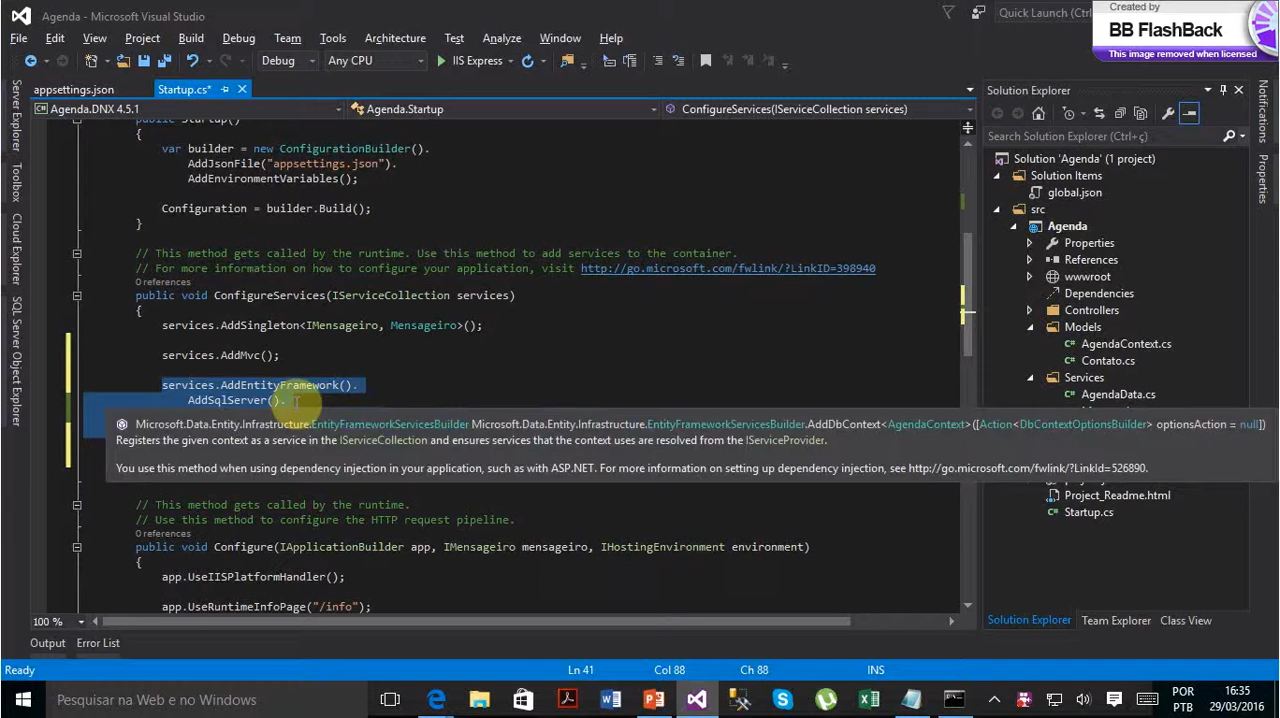 Agenda - Microsoft Visual Studio
Quick Launch (Ctrl+
Created by
BB FlashBack
This image removed when licensed
File Edit View Project Build Debug Team Tools Architecture Test Analyze Window Help
Debug Any CPU IIS Express
appsettings.json Startup.cs*
Agenda.DNX 4.5.1 Agenda.Startup ConfigureServices(IServiceCollection services)
public Startup()
{
var builder = new ConfigurationBuilder().
AddJsonFile("appsettings.json").
AddEnvironmentVariables();
Configuration = builder.Build();
}
// This method gets called by the runtime. Use this method to add services to the container.
// For more information on how to configure your application, visit http://go.microsoft.com/fwlink/?LinkID=398940
0 references
public void ConfigureServices(IServiceCollection services)
{
services.AddSingleton<IMensageiro, Mensageiro>();
services.AddMvc();
services.AddEntityFramework().
AddSqlServer().
Microsoft.Data.Entity.Infrastructure.EntityFrameworkServicesBuilder Microsoft.Data.Entity.Infrastructure.EntityFrameworkServicesBuilder.AddDbContext<AgendaContext>([Action<DbContextOptionsBuilder> optionsAction = null])
Registers the given context as a service in the IServiceCollection and ensures services that the context uses are resolved from the IServiceProvider.
You use this method when using dependency injection in your application, such as with ASP.NET. For more information on setting up dependency injection, see http://go.microsoft.com/fwlink/?LinkId=526890.
// This method gets called by the runtime.
// Use this method to configure the HTTP request pipeline.
0 references
public void Configure(IApplicationBuilder app, IMensageiro mensageiro, IHostingEnvironment environment)
{
app.UseIISPlatformHandler();
app.UseRuntimeInfoPage("/info");
100 %
Server Explorer
Toolbox
Cloud Explorer
SQL Server Object Explorer
Solution Explorer
Search Solution Explorer (Ctrl+ç)
Solution 'Agenda' (1 project)
Solution Items
global.json
src
Agenda
Properties
References
wwwroot
Dependencies
Controllers
Models
AgendaContext.cs
Contato.cs
Services
AgendaData.cs
Project_Readme.html
Startup.cs
Solution Explorer Team Explorer Class View
Notifications
Properties
Output Error List
Ready Ln 41 Col 88 Ch 88 INS
Pesquisar na Web e no Windows
POR
PTB
16:35
29/03/2016